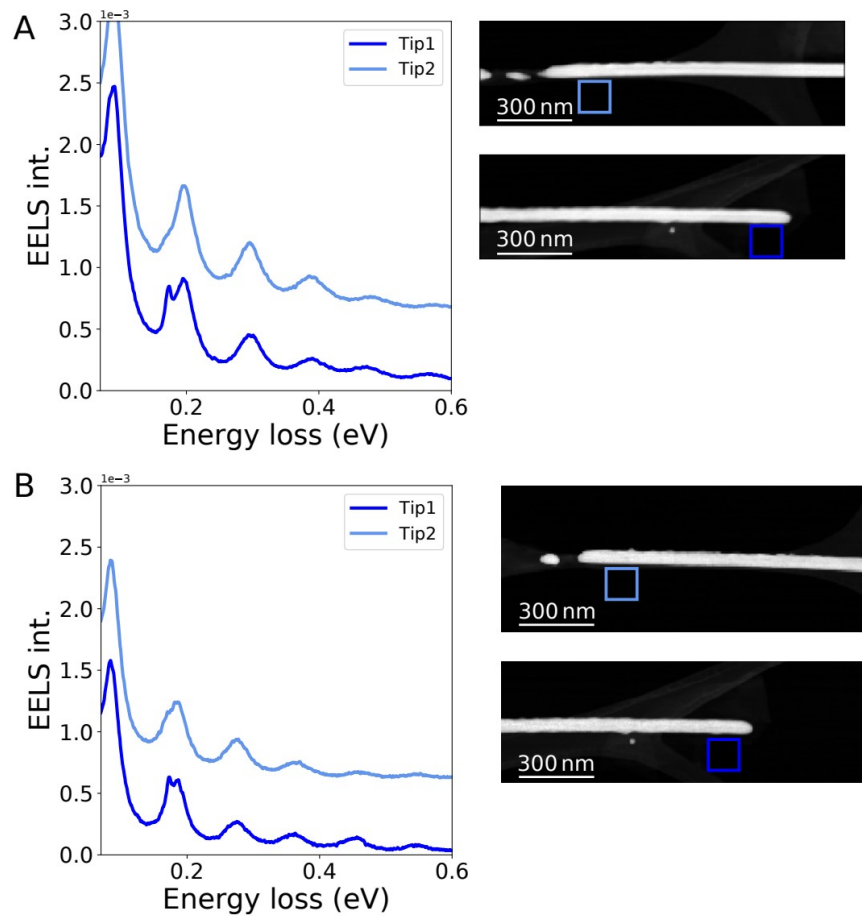 A
1e−3
3.0
2.5
2.0
1.5
1.0
0.5
0.0
EELS int.
Tip1
Tip2
0.2
0.4
0.6
Energy loss (eV)
300 nm
300 nm
B
1e−3
3.0
2.5
2.0
1.5
1.0
0.5
0.0
EELS int.
Tip1
Tip2
0.2
0.4
0.6
Energy loss (eV)
300 nm
300 nm